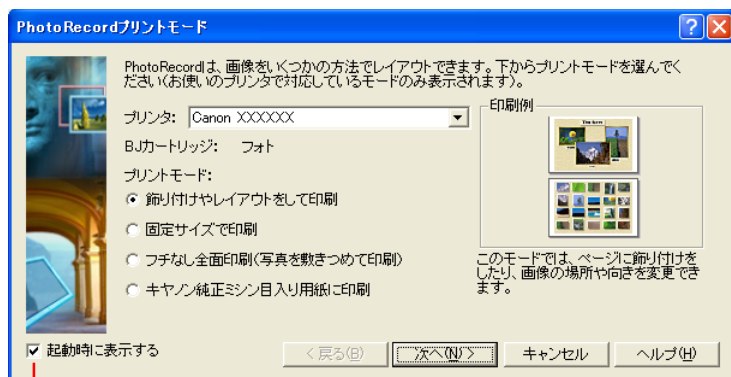 PhotoRecordプリントモード
PhotoRecordは、画像をいくつかの方法でレイアウトできます。下からプリントモードを選んでく
ださい(お使いのプリンタで対応しているモードのみ表示されます)。
プリンタ: Canon XXXXXX
BJカートリッジ: フォト
プリントモード:
飾り付けやレイアウトをして印刷
固定サイズで印刷
フチなし全面印刷(写真を敷きつめて印刷)
キヤノン純正ミシン目入り用紙に印刷
印刷例
このモードでは、ページに飾り付けを
したり、画像の場所や向きを変更でき
ます。
起動時に表示する
< 戻る(B)
次へ(N) >
キャンセル
ヘルプ(H)